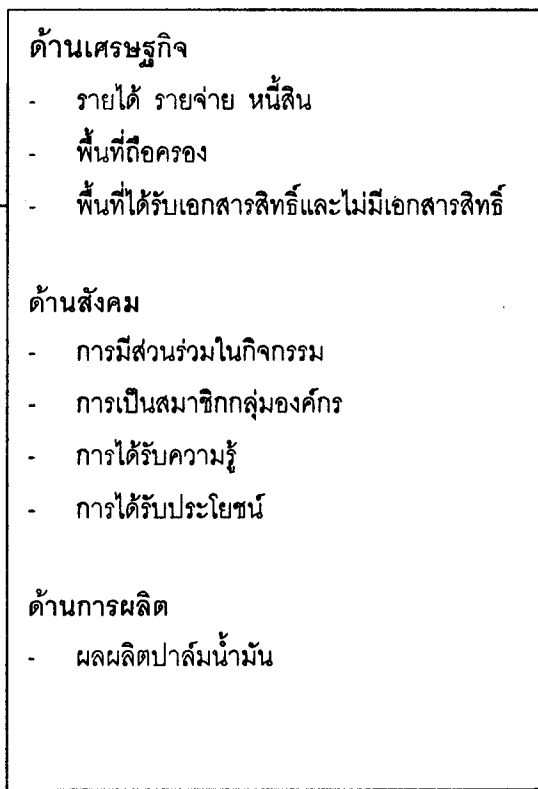 ด้านเศรษฐกิจ
- รายได้ รายจ่าย หนี้สิน
- พื้นที่ถือครอง
- พื้นที่ได้รับเอกสารสิทธิ์และไม่มีเอกสารสิทธิ์
ด้านสังคม
- การมีส่วนร่วมในกิจกรรม
- การเป็นสมาชิกกลุ่มองค์กร
- การได้รับความรู้
- การได้รับประโยชน์
ด้านการผลิต
- ผลผลิตปาล์มน้ำมัน